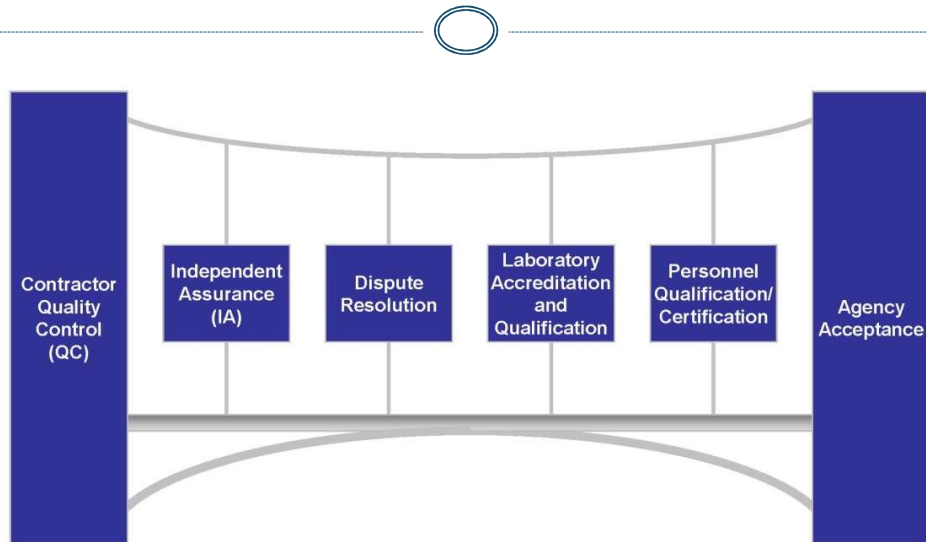 Contractor
Quality
Control
(QC)
Independent
Assurance
(IA)
Dispute
Resolution
Laboratory
Accreditation
and
Qualification
Personnel
Qualification/
Certification
Agency
Acceptance